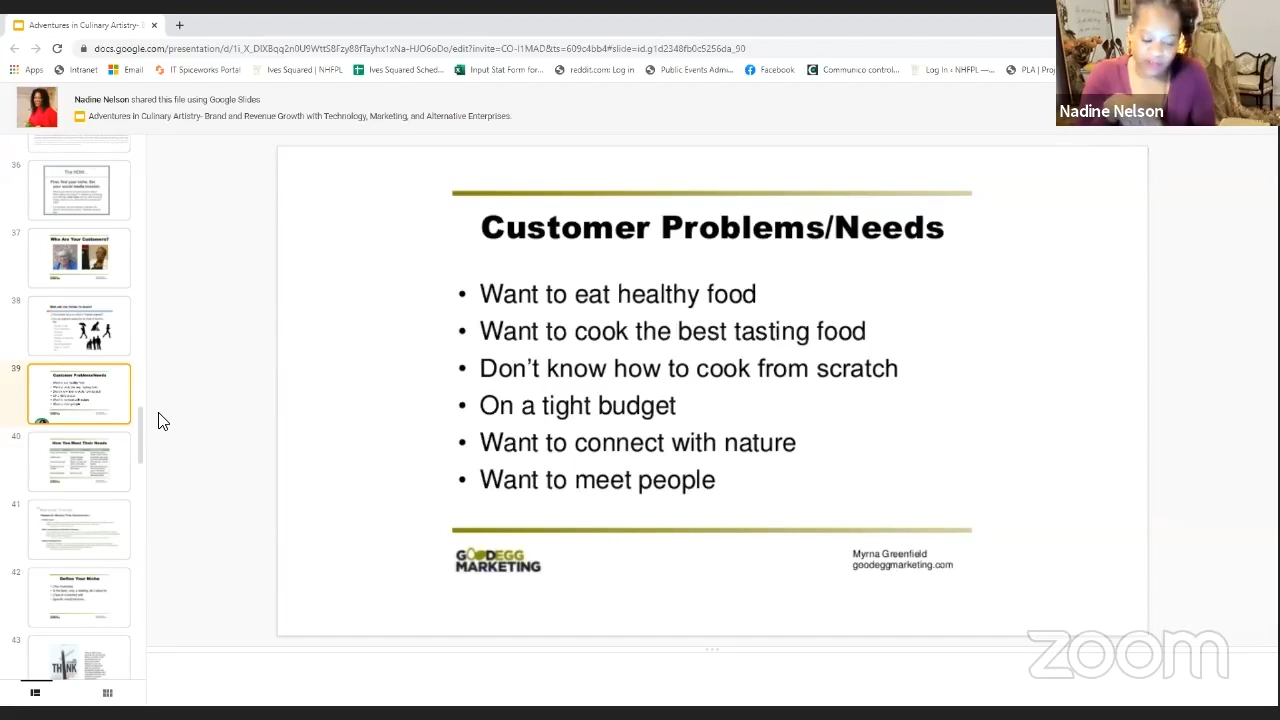 Adventures in Culinary Artistry-
docs.google.com/presentation/d/1i_X_DlX8qq-nXU9WttS8Fzy89Tayhx1xNa-HJO6oDo/edit?invite=CO-I1MAD&ts=609c4bb4#slide=id.g1d2348fb0c5259c1_30
Apps
Intranet
Email
IT Spiceworks Portal
Ives Squared | NHFPL
Ives Squared Sched...
Input Stat Form for...
reddit.com: Log in
Public Events Admi...
Facebook
Communico control...
Log In ‹ NHFPL —...
PLA | Po
Nadine Nelson shared this file using Google Slides
Adventures in Culinary Artistry- Brand and Revenue Growth with Technology, Marketing, and Alternative Enterprises.
Nadine Nelson
36
The HOW...
37
Who Are Your Customers?
38
39
Customer Problems/Needs
40
How You Meet Their Needs
41
42
Define Your Niche
43
THINK
Customer Problems/Needs
• Want to eat healthy food
• Want to cook the best tasting food
• Don't know how to cook from scratch
• On a tight budget
• Want to connect with nature
• Want to meet people
GOODEGG
MARKETING
Myrna Greenfield
goodeggmarketing.com
zoom